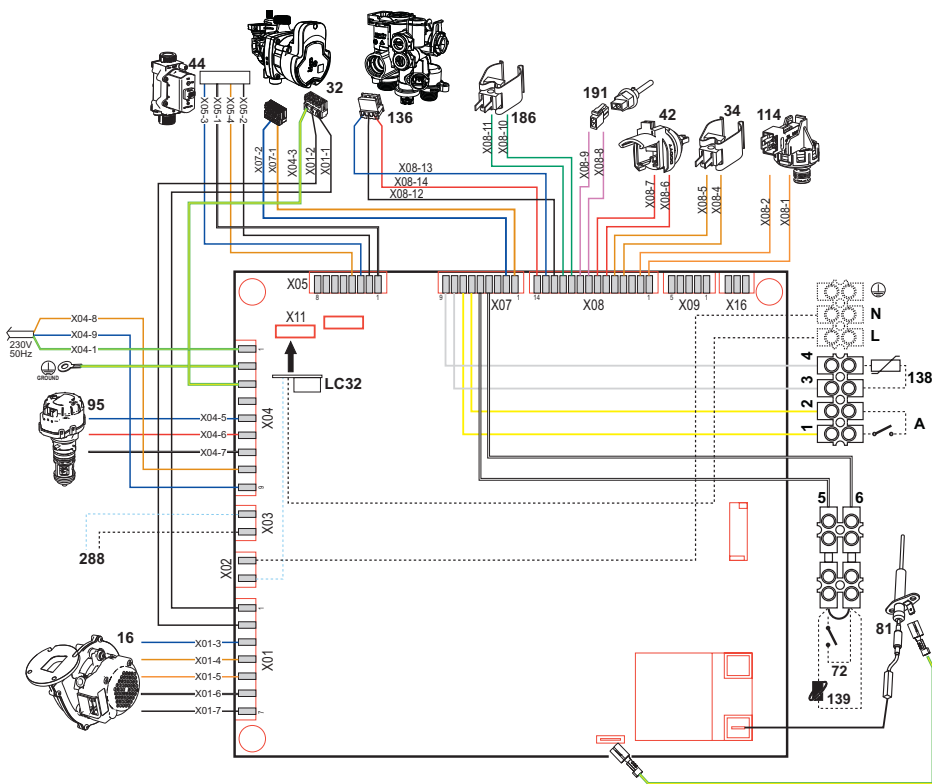 44
32
136
186
191
42
34
114
X05-3
X05-1
X05-4
X05-2
X07-2
X07-1
X04-3
X01-2
X01-1
X08-13
X08-14
X08-12
X08-11
X08-10
X08-9
X08-8
X08-7
X08-6
X08-5
X08-4
X08-2
X08-1
X05
8
1
9
X07
1
14
X08
1
5
X09
1
X16
X11
LC32
X04-8
X04-9
X04-1
230V
50Hz
GROUND
95
X04-5
X04-6
X04-7
1
X04
9
X03
288
X02
1
X01
7
16
X01-3
X01-4
X01-5
X01-6
X01-7
N
L
4
3
2
1
138
A
5
6
72
139
81